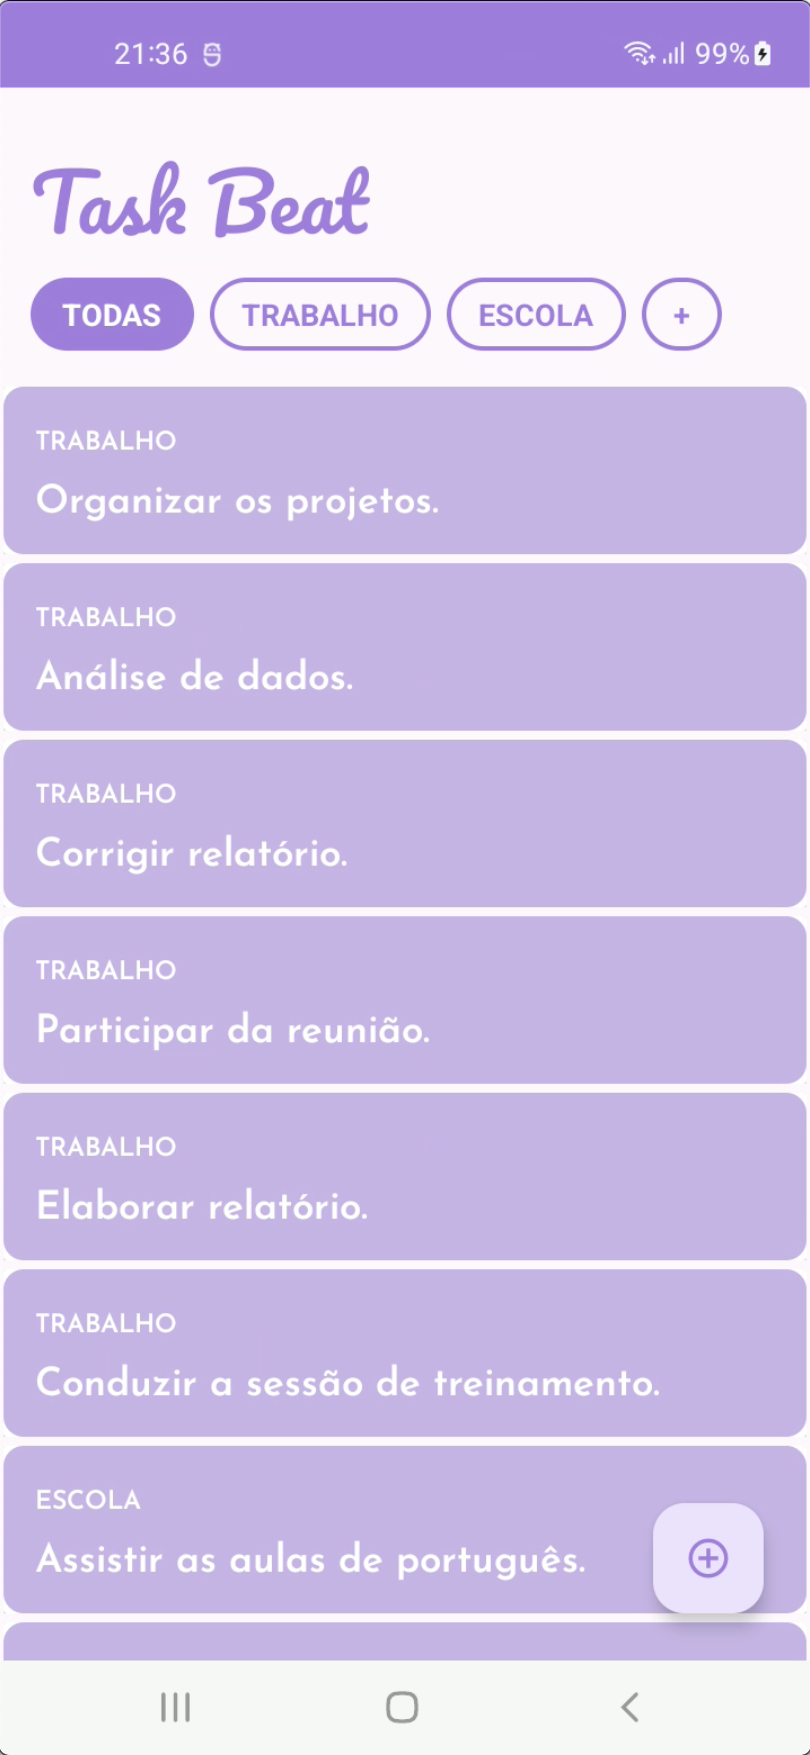 21:36 99%
Task Beat
TODAS TRABALHO ESCOLA +
TRABALHO
Organizar os projetos.
TRABALHO
Análise de dados.
TRABALHO
Corrigir relatório.
TRABALHO
Participar da reunião.
TRABALHO
Elaborar relatório.
TRABALHO
Conduzir a sessão de treinamento.
ESCOLA
Assistir as aulas de português.